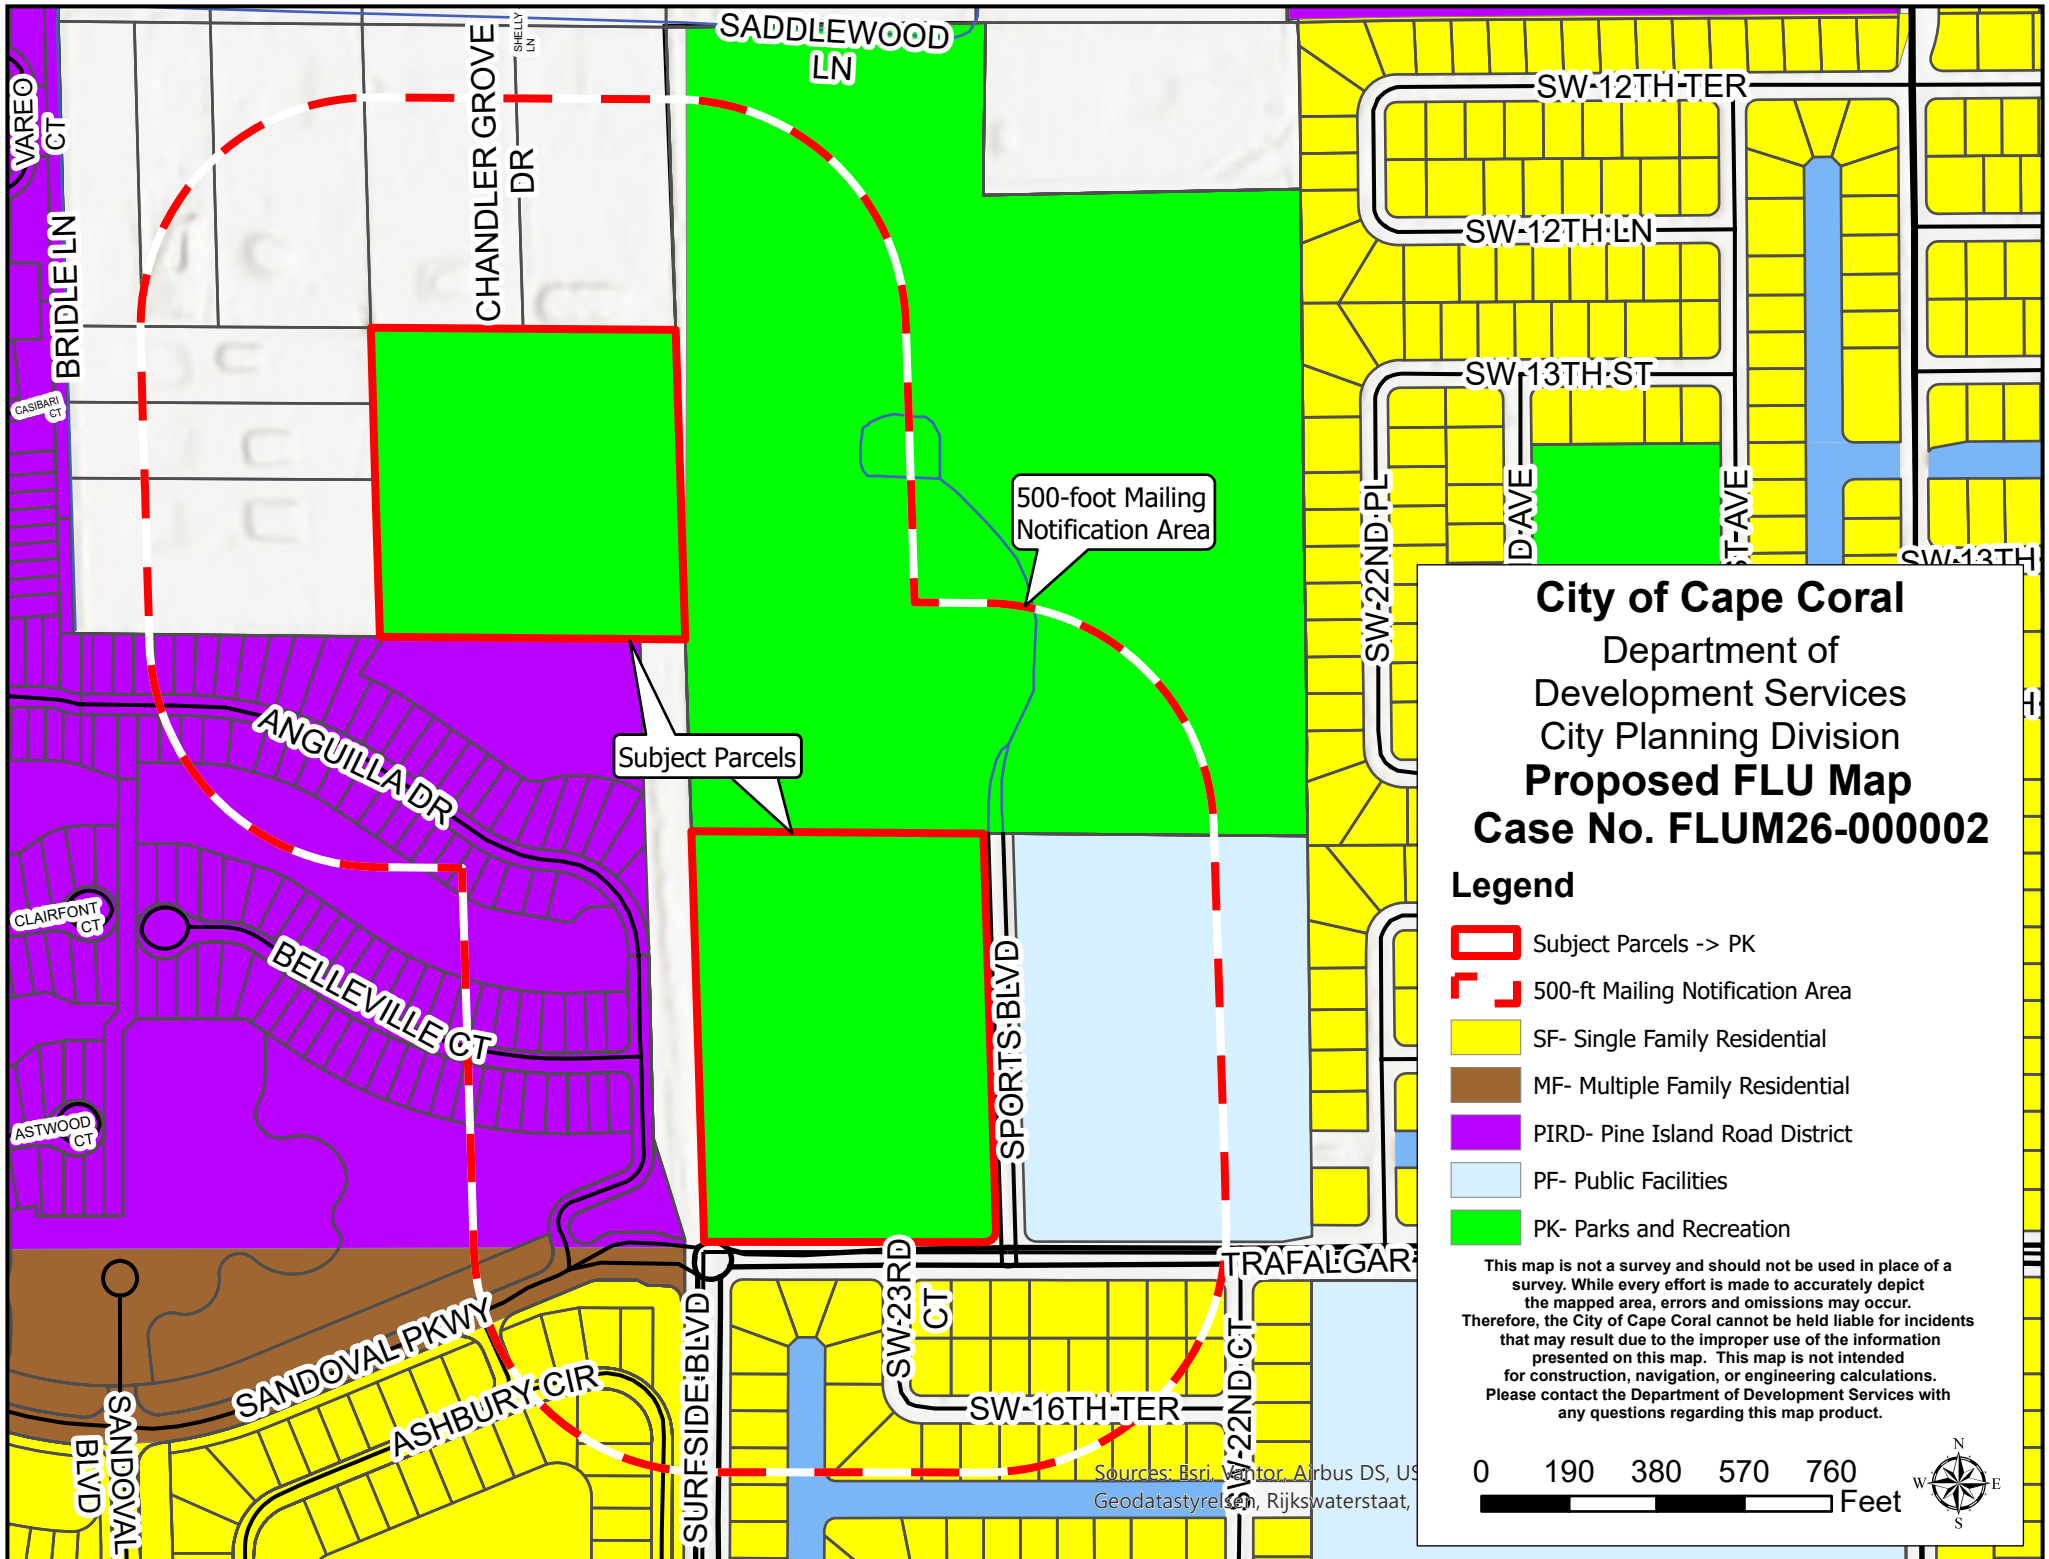 SADDLEWOOD
LN
SHELLY
LN
CHANDLER GROVE
DR
VAREO
CT
BRIDLE LN
CASIBARI
CT
SW 12TH TER
SW 12TH LN
SW 13TH ST
SW 22ND PL
ND AVE
ST AVE
SW 13TH
500-foot Mailing
Notification Area
Subject Parcels
ANGUILLA DR
CLAIRFONT
CT
BELLEVILLE CT
ASTWOOD
CT
SPORTS BLVD
TRAFALGAR
SW 23RD
CT
SANDOVAL PKWY
ASHBURY CIR
SURFSIDE BLVD
SW 16TH TER
SW 22ND CT
SANDOVAL
BLVD
Sources: Esri, Vantor, Airbus DS, US
Geodatastyrelsen, Rijkswaterstaat,
City of Cape Coral
Department of
Development Services
City Planning Division
Proposed FLU Map
Case No. FLUM26-000002
Legend
Subject Parcels -> PK
500-ft Mailing Notification Area
SF- Single Family Residential
MF- Multiple Family Residential
PIRD- Pine Island Road District
PF- Public Facilities
PK- Parks and Recreation
This map is not a survey and should not be used in place of a
survey. While every effort is made to accurately depict
the mapped area, errors and omissions may occur.
Therefore, the City of Cape Coral cannot be held liable for incidents
that may result due to the improper use of the information
presented on this map. This map is not intended
for construction, navigation, or engineering calculations.
Please contact the Department of Development Services with
any questions regarding this map product.
0 190 380 570 760
Feet
N
W E
S